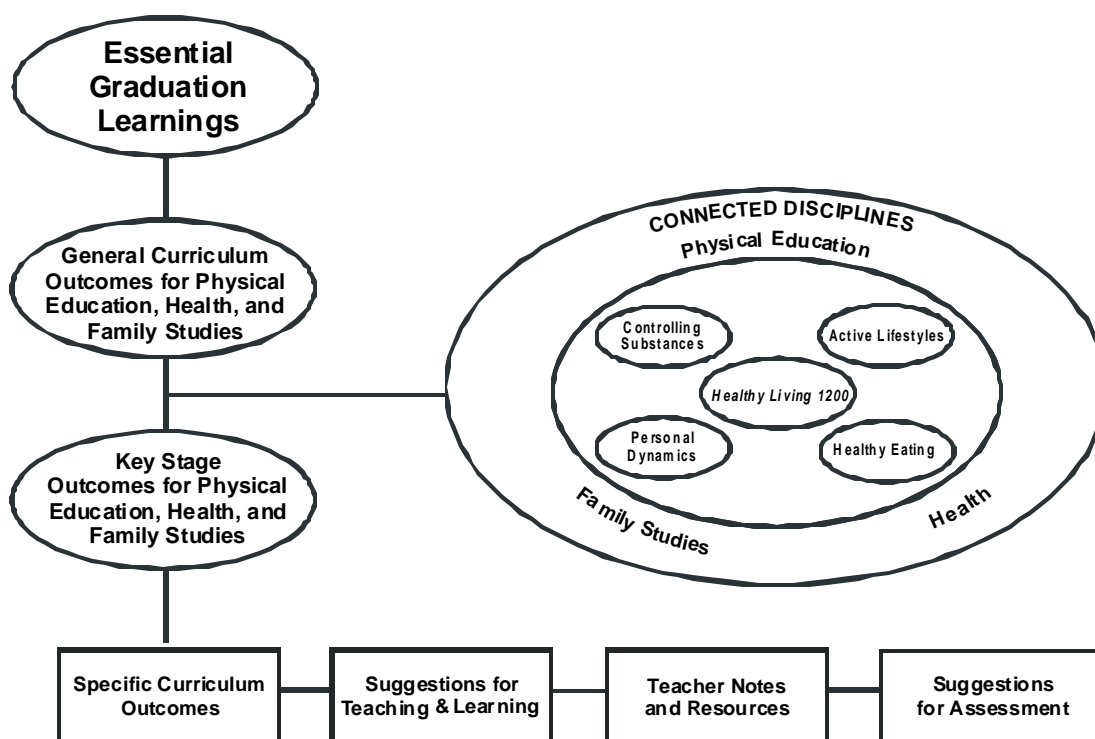 Essential
Graduation
Learnings
General Curriculum
Outcomes for Physical
Education, Health, and
Family Studies
Key Stage
Outcomes for Physical
Education, Health, and
Family Studies
CONNECTED DISCIPLINES
Physical Education
Controlling
Substances
Active Lifestyles
Healthy Living 1200
Personal
Dynamics
Healthy Eating
Family Studies
Health
Specific Curriculum
Outcomes
Suggestions for
Teaching & Learning
Teacher Notes
and Resources
Suggestions
for Assessment